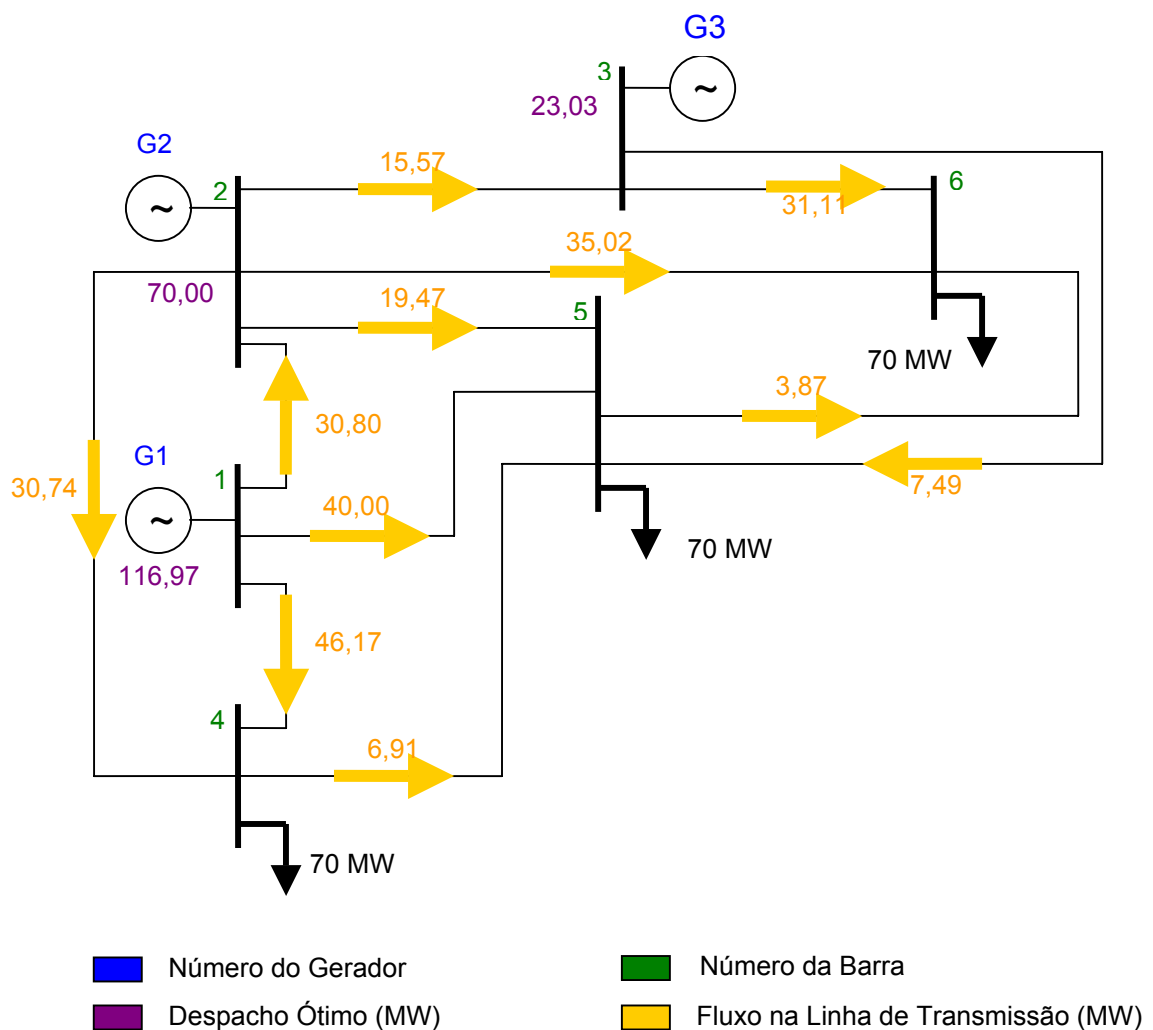 G3
3
23,03
~
G2
15,57
2
6
~
31,11
35,02
70,00
19,47
5
70 MW
3,87
30,80
G1
1
30,74
40,00
7,49
~
70 MW
116,97
46,17
4
6,91
70 MW
Número do Gerador
Número da Barra
Despacho Ótimo (MW)
Fluxo na Linha de Transmissão (MW)